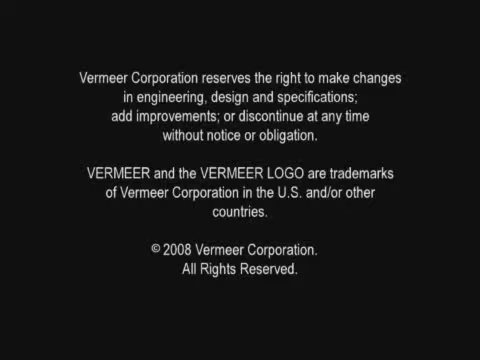 Vermeer Corporation reserves the right to make changes
in engineering, design and specifications;
add improvements; or discontinue at any time
without notice or obligation.
VERMEER and the VERMEER LOGO are trademarks
of Vermeer Corporation in the U.S. and/or other
countries.
© 2008 Vermeer Corporation.
All Rights Reserved.